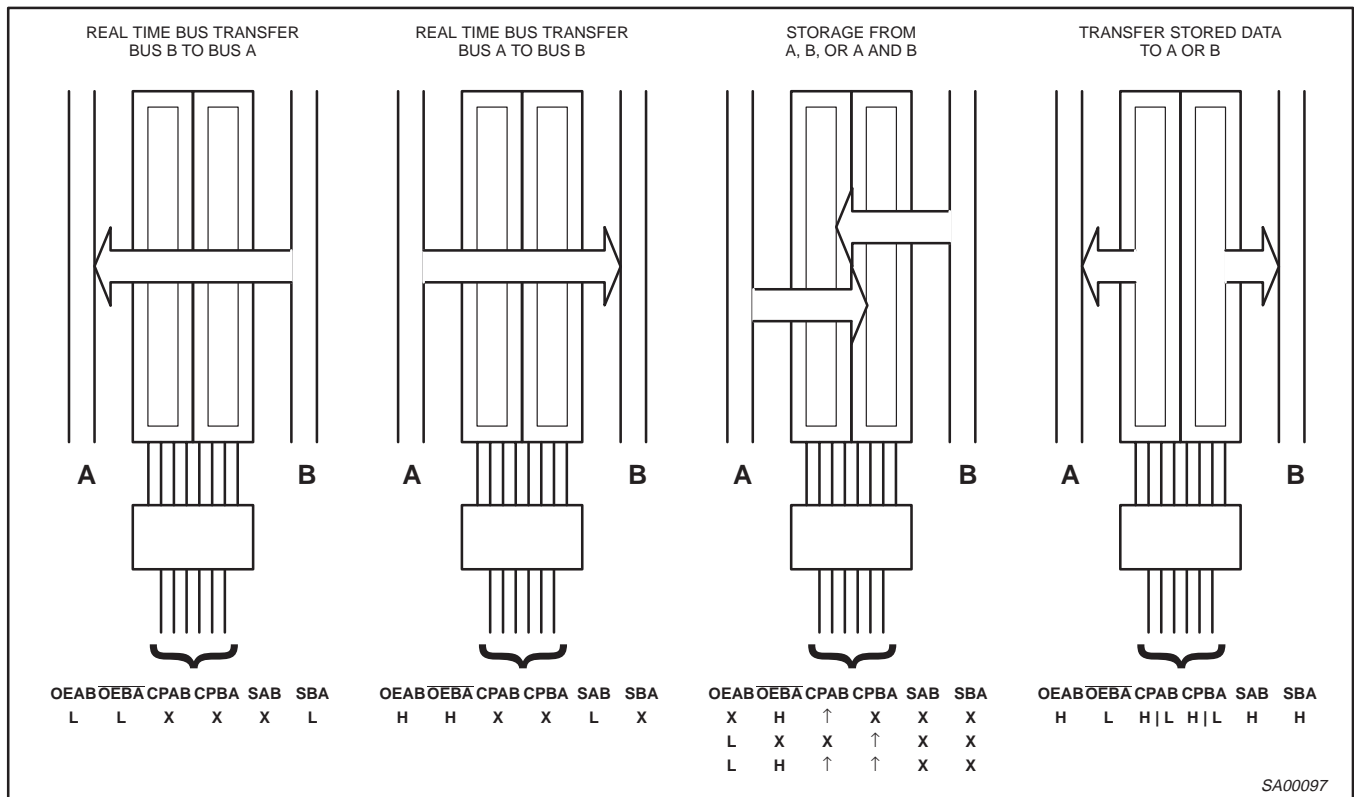 REAL TIME BUS TRANSFER
BUS B TO BUS A
REAL TIME BUS TRANSFER
BUS A TO BUS B
STORAGE FROM
A, B, OR A AND B
TRANSFER STORED DATA
TO A OR B
A B A B A B A B
OEAB OEBA CPAB CPBA SAB SBA OEAB OEBA CPAB CPBA SAB SBA OEAB OEBA CPAB CPBA SAB SBA OEAB OEBA CPAB CPBA SAB SBA
L L X X X L H H X X L X X H ↑ X X X H L H | L H | L H H
L X X ↑ X X
L H ↑ ↑ X X
SA00097